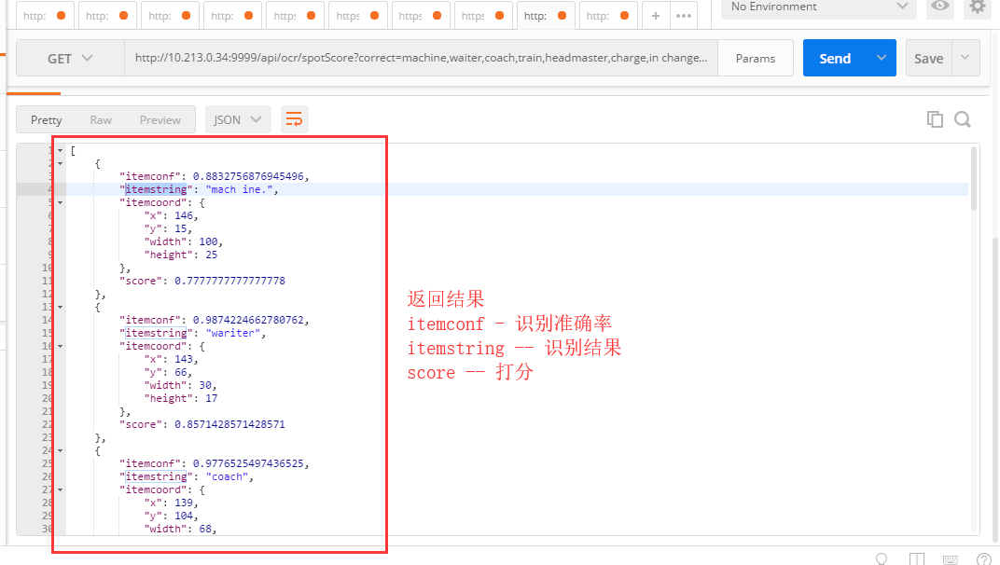 http: http: http: http: https https https https http: http: + ••• No Environment
GET http://10.213.0.34:9999/api/ocr/spotScore?correct=machine,waiter,coach,train,headmaster,charge,in change... Params Send Save
Pretty Raw Preview JSON
1 [
2 {
3 "itemconf": 0.8832756876945496,
4 "itemstring": "mach ine.",
5 "itemcoord": {
6 "x": 146,
7 "y": 15,
8 "width": 100,
9 "height": 25
10 },
11 "score": 0.7777777777777778
12 },
13 {
14 "itemconf": 0.9874224662780762,
15 "itemstring": "wariter",
16 "itemcoord": {
17 "x": 143,
18 "y": 66,
19 "width": 30,
20 "height": 17
21 },
22 "score": 0.8571428571428571
23 },
24 {
25 "itemconf": 0.9776525497436525,
26 "itemstring": "coach",
27 "itemcoord": {
28 "x": 139,
29 "y": 104,
30 "width": 68,
返回结果
itemconf - 识别准确率
itemstring -- 识别结果
score -- 打分